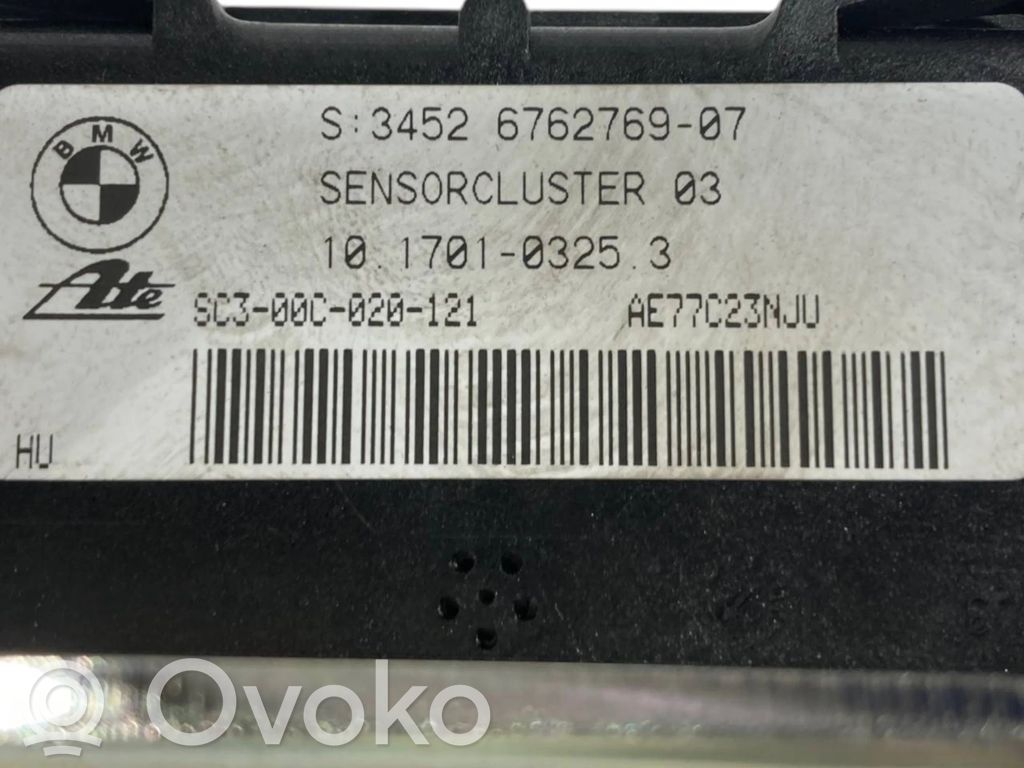 BMW
S:3452 6762769-07
SENSORCLUSTER 03
Ate
10.1701-0325.3
SC3-00C-020-121 AE77C23NJU
HU
Ovoko